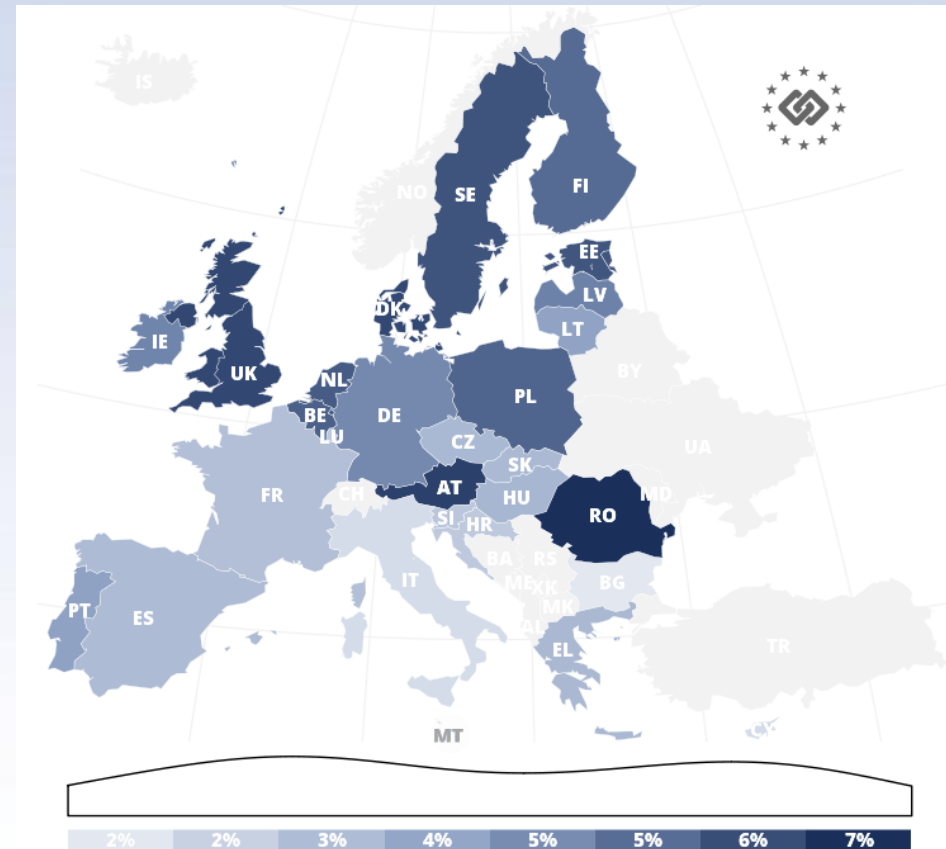 IS
NO
SE
FI
EE
LV
DK
LT
IE
BY
UK
NL
PL
BE
DE
LU
CZ
UA
SK
AT
CH
HU
MD
FR
RO
SI
HR
BA
RS
IT
ME
XK
BG
MK
PT
ES
AL
TR
EL
CY
MT
2% 2% 3% 4% 5% 5% 6% 7%